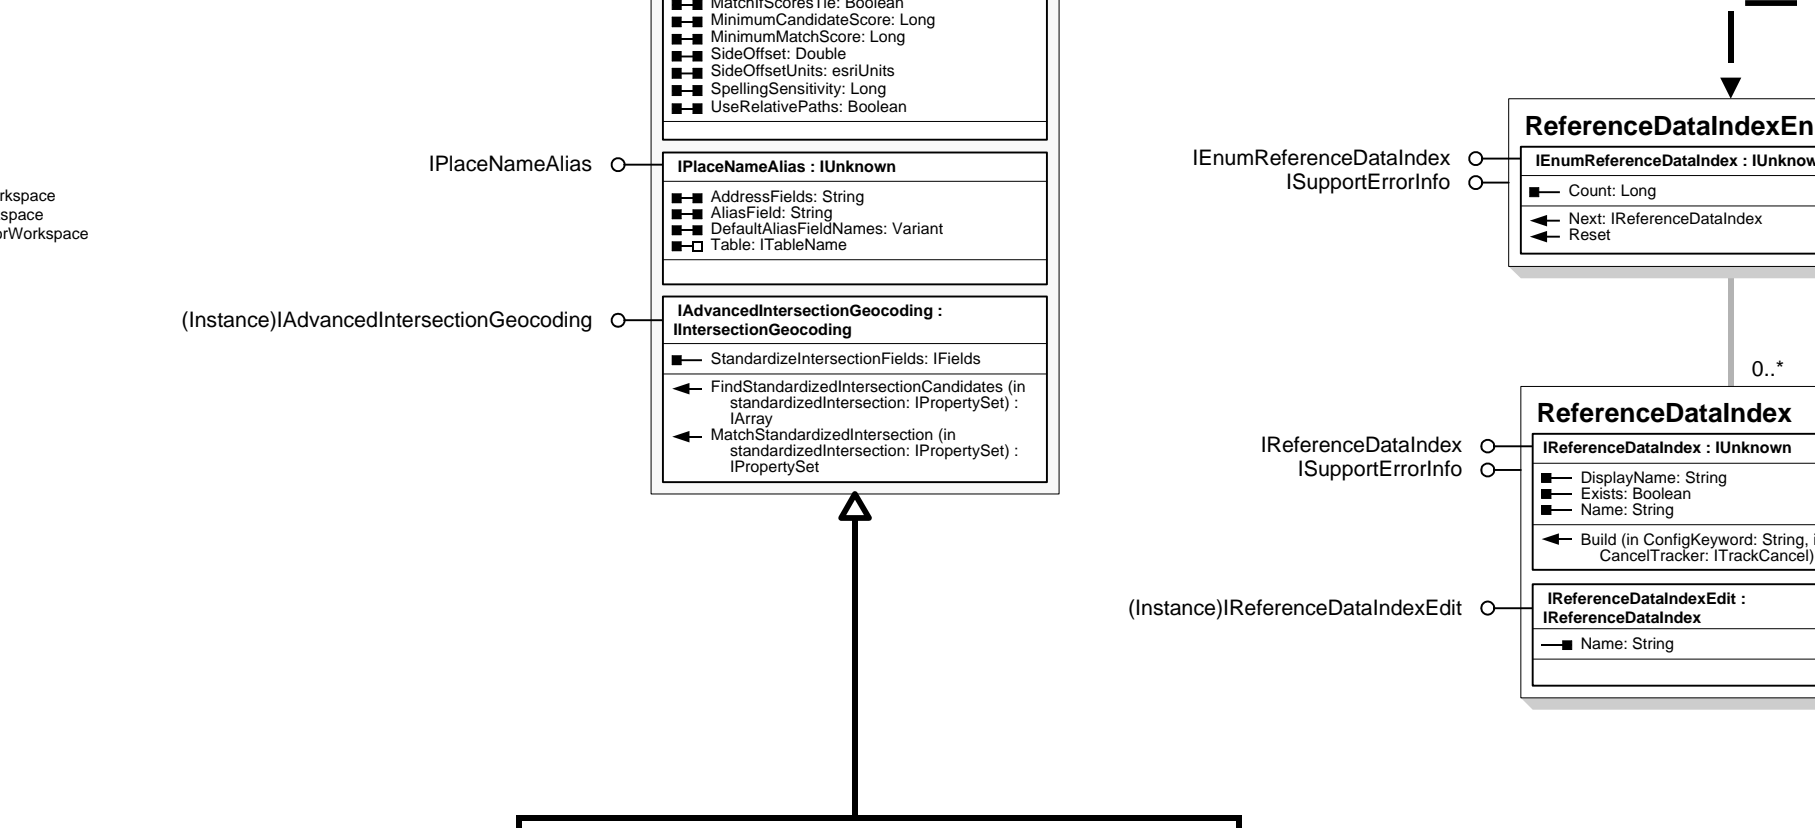 MatchIfScoresTie: Boolean
MinimumCandidateScore: Long
MinimumMatchScore: Long
SideOffset: Double
SideOffsetUnits: esriUnits
SpellingSensitivity: Long
UseRelativePaths: Boolean
IPlaceNameAlias
IPlaceNameAlias : IUnknown
AddressFields: String
AliasField: String
DefaultAliasFieldNames: Variant
Table: ITableName
rkspace
space
orWorkspace
(Instance)IAdvancedIntersectionGeocoding
IAdvancedIntersectionGeocoding :
IIntersectionGeocoding
StandardizeIntersectionFields: IFields
FindStandardizedIntersectionCandidates (in
standardizedIntersection: IPropertySet) :
IArray
MatchStandardizedIntersection (in
standardizedIntersection: IPropertySet) :
IPropertySet
ReferenceDataIndexEn
IEnumReferenceDataIndex
ISupportErrorInfo
IEnumReferenceDataIndex : IUnknow
Count: Long
Next: IReferenceDataIndex
Reset
0..*
ReferenceDataIndex
IReferenceDataIndex
ISupportErrorInfo
IReferenceDataIndex : IUnknown
DisplayName: String
Exists: Boolean
Name: String
Build (in ConfigKeyword: String, i
CancelTracker: ITrackCancel)
(Instance)IReferenceDataIndexEdit
IReferenceDataIndexEdit :
IReferenceDataIndex
Name: String